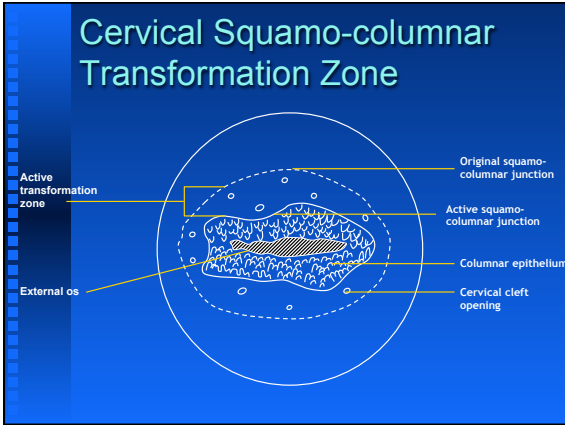 Cervical Squamo-columnar
Transformation Zone
Active
transformation
zone
External os
Original squamo-
columnar junction
Active squamo-
columnar junction
Columnar epithelium
Cervical cleft
opening